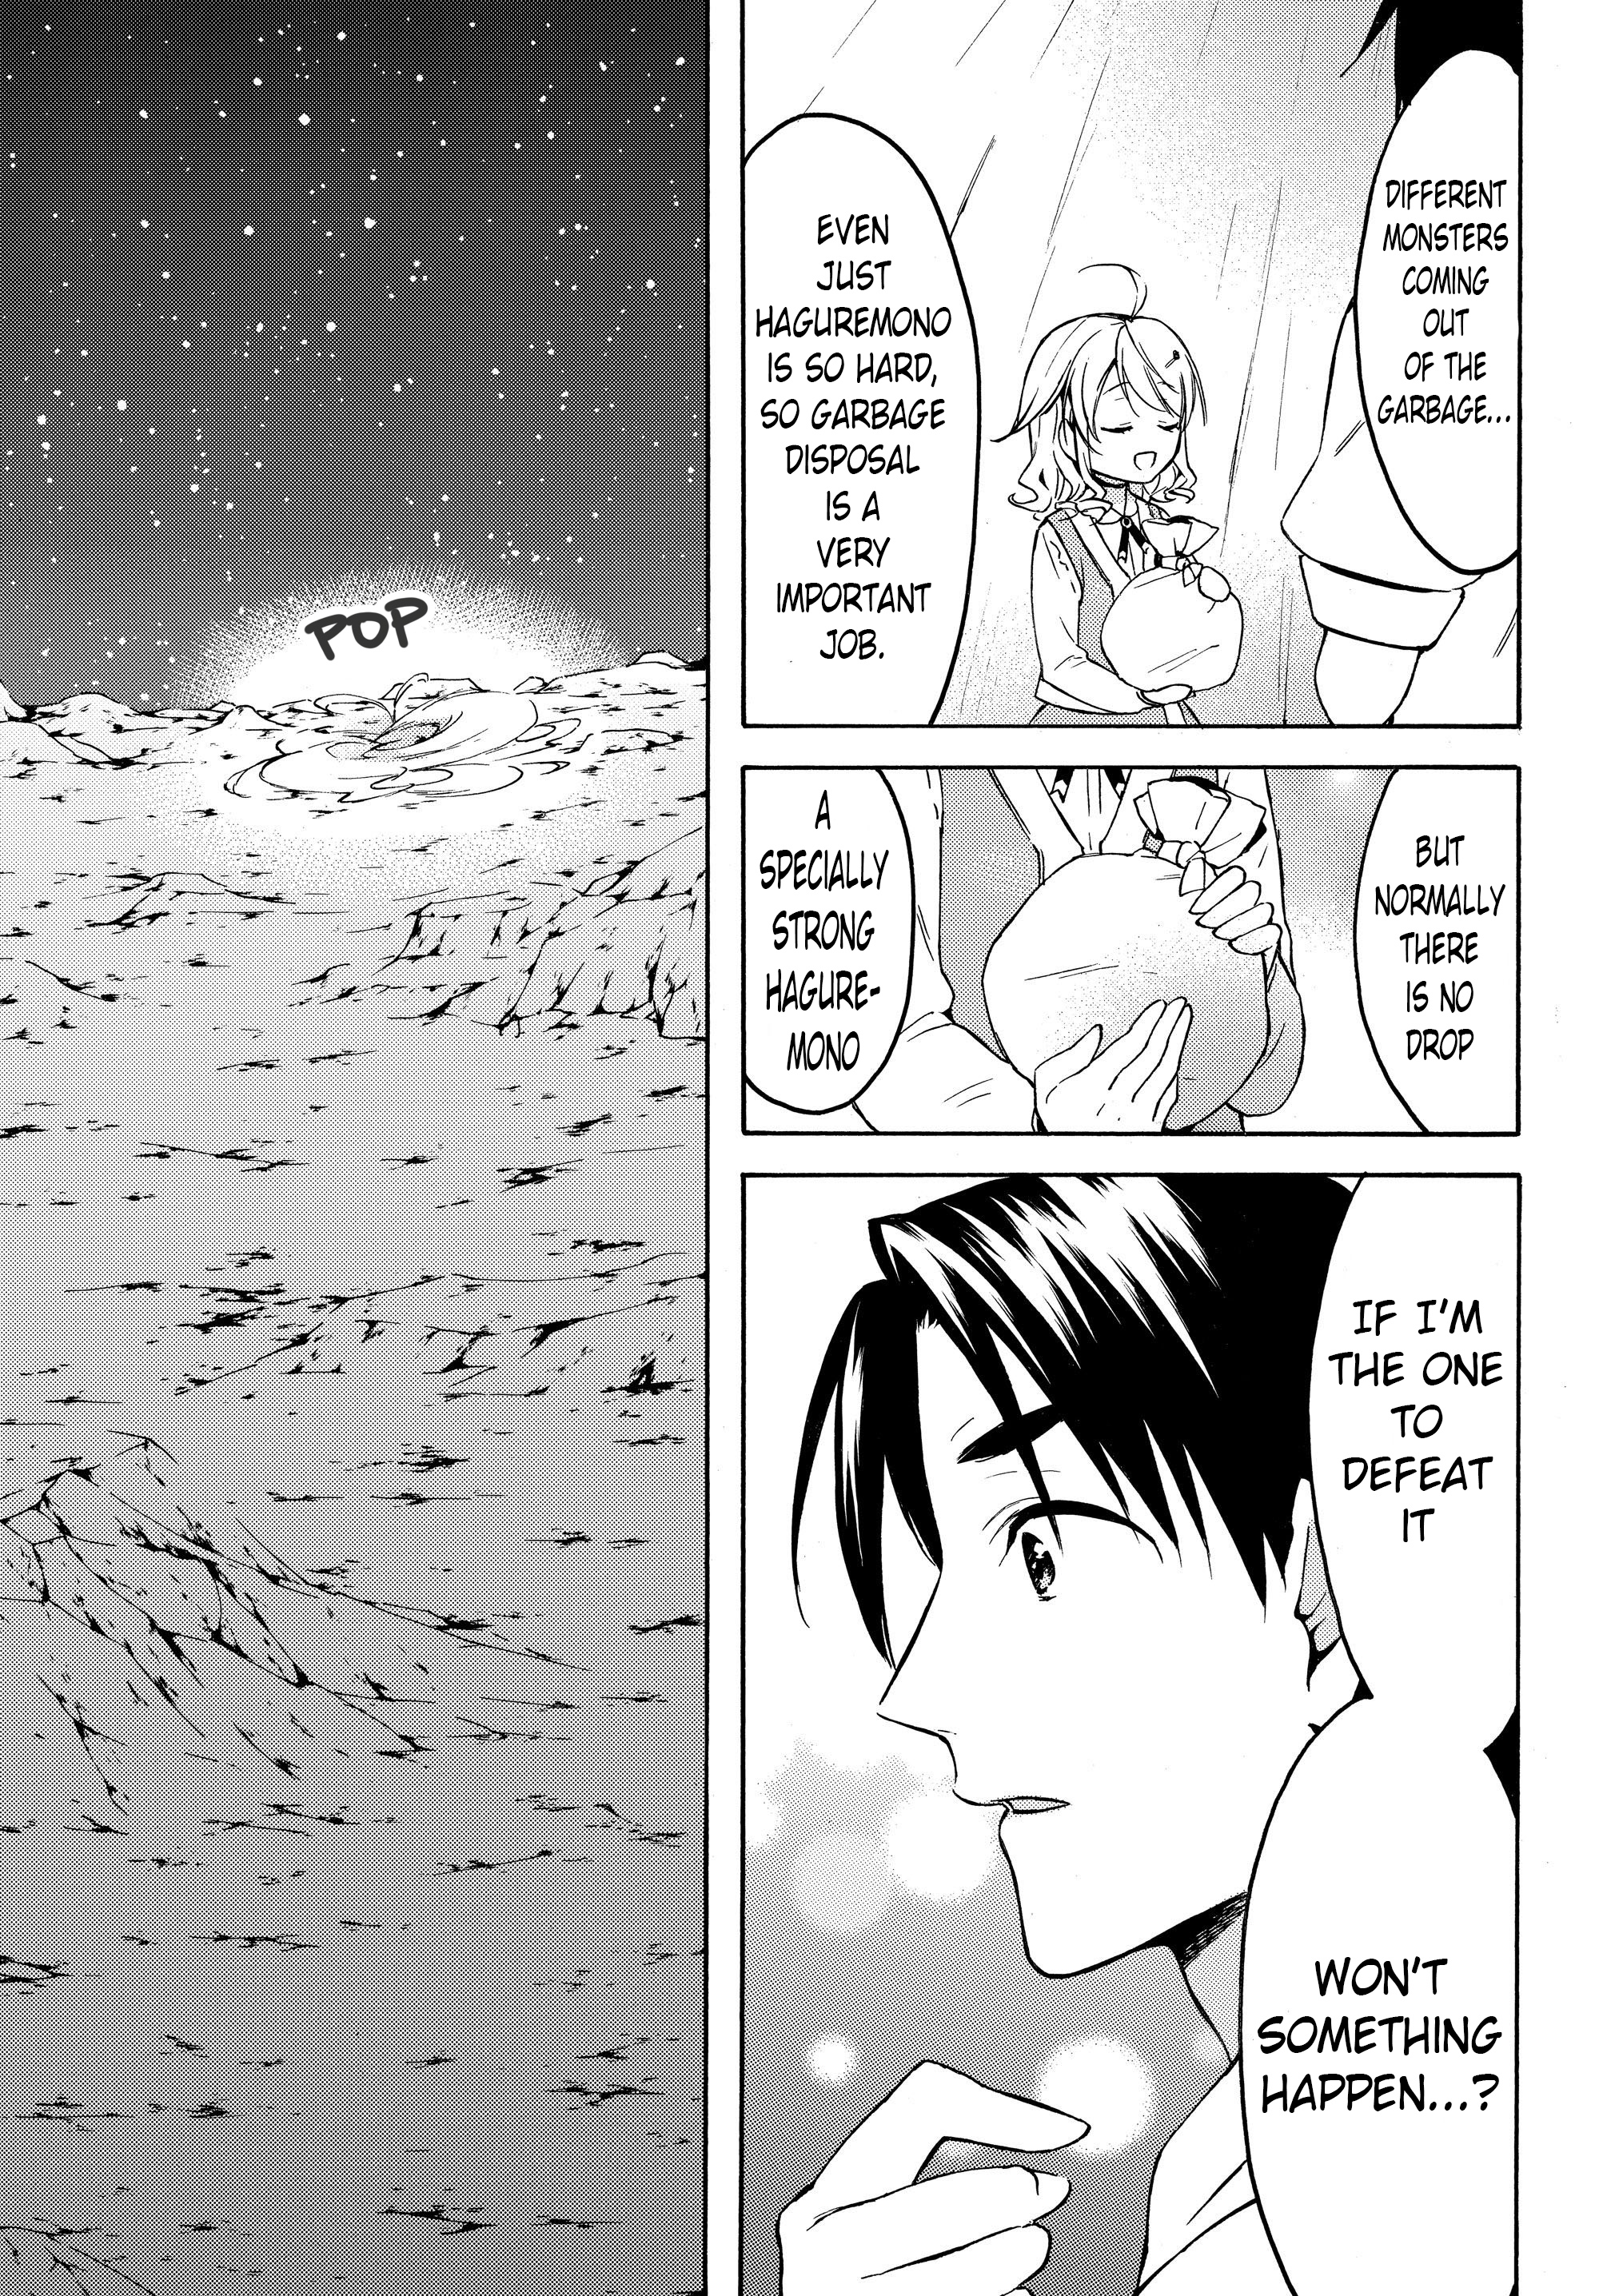 DIFFERENT
MONSTERS
COMING
OUT
OF THE
GARBAGE...
EVEN
JUST
HAGUREMONO
IS SO HARD,
SO GARBAGE
DISPOSAL
IS A
VERY
IMPORTANT
JOB.
BUT
NORMALLY
THERE
IS NO
DROP
A
SPECIALLY
STRONG
HAGURE-
MONO
IF I'M
THE ONE
TO
DEFEAT
IT
WON'T
SOMETHING
HAPPEN...?
POP